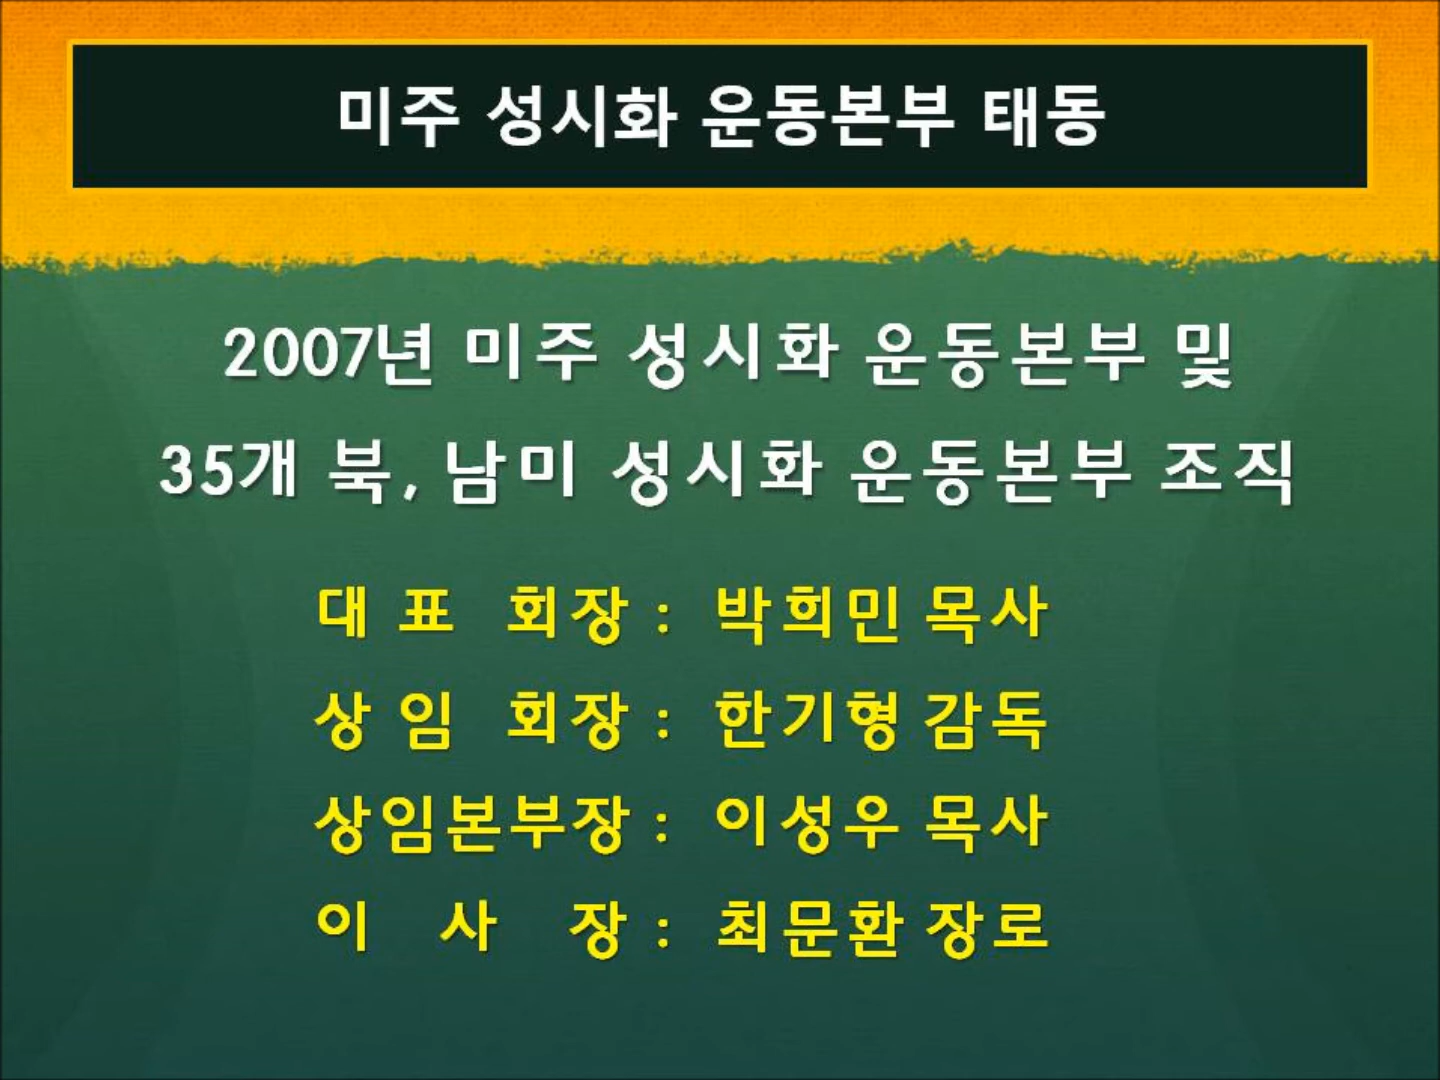 미주 성시화 운동본부 태동
2007년 미주 성시화 운동본부 및
35개 북, 남미 성시화 운동본부 조직
대 표 회장 : 박희민 목사
상 임 회장 : 한기형 감독
상임본부장 : 이성우 목사
이 사 장 : 최문환 장로